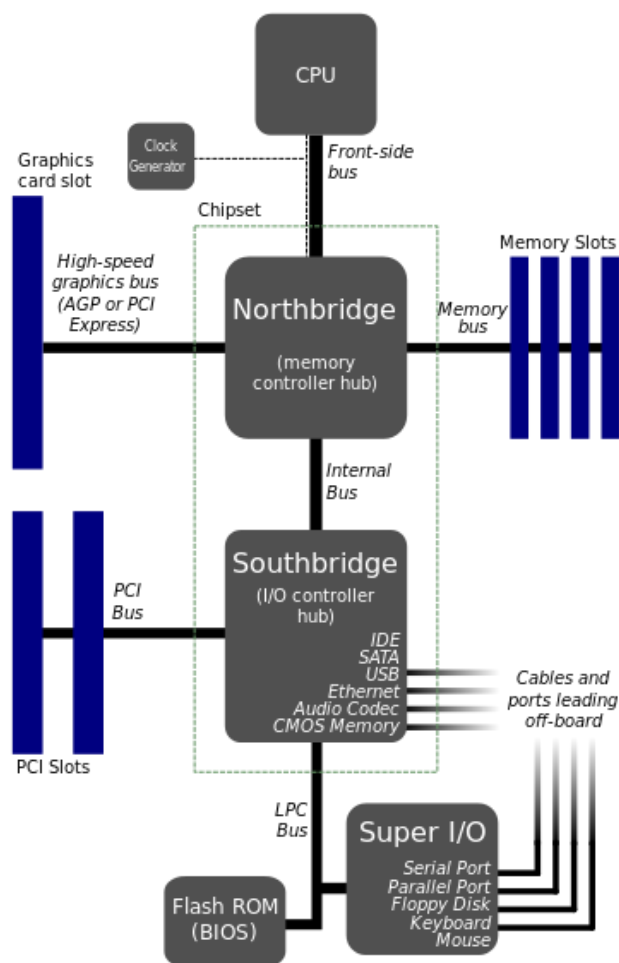 CPU
Clock
Generator
Front-side
bus
Graphics
card slot
Chipset
High-speed
graphics bus
(AGP or PCI
Express)
Northbridge
(memory
controller hub)
Memory Slots
Memory
bus
Internal
Bus
Southbridge
(I/O controller
hub)
PCI
Bus
IDE
SATA
USB
Ethernet
Audio Codec
CMOS Memory
Cables and
ports leading
off-board
PCI Slots
LPC
Bus
Super I/O
Serial Port
Parallel Port
Floppy Disk
Keyboard
Mouse
Flash ROM
(BIOS)